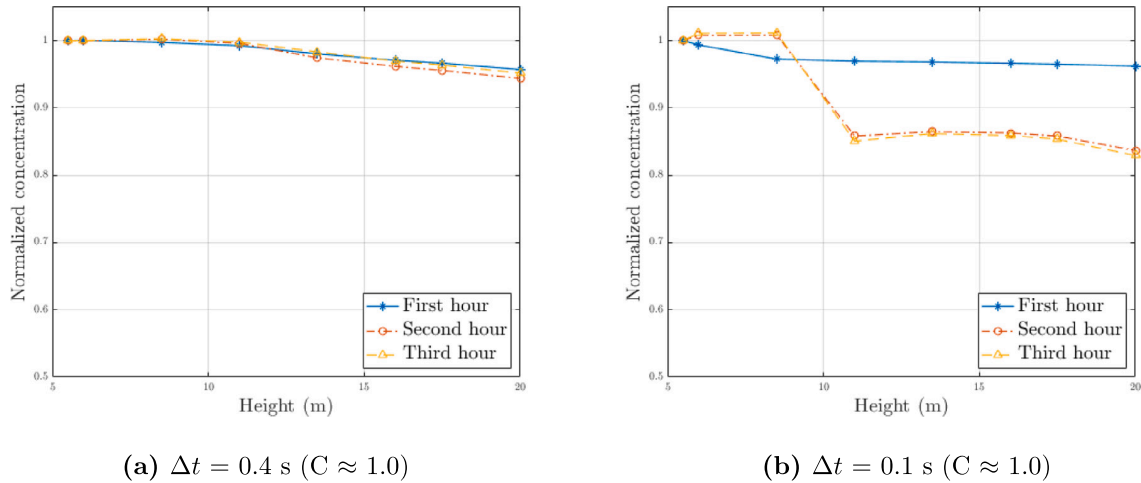 1
0.9
0.8
0.7
0.6
0.5
Normalized concentration
5
10
15
20
Height (m)
First hour
Second hour
Third hour
(a) Δt = 0.4 s (C ≈ 1.0)
1
0.9
0.8
0.7
0.6
0.5
Normalized concentration
5
10
15
20
Height (m)
First hour
Second hour
Third hour
(b) Δt = 0.1 s (C ≈ 1.0)